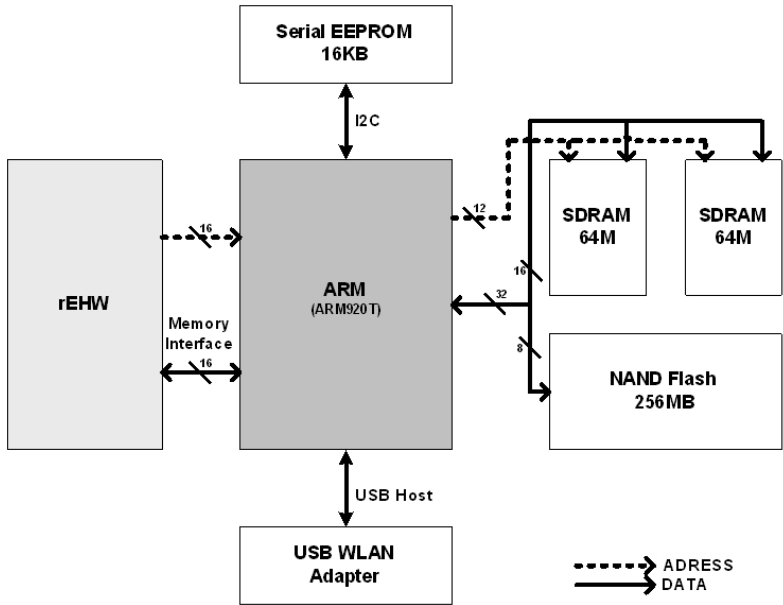 Serial EEPROM
16KB
I2C
rEHW
16
Memory
Interface
16
ARM
(ARM920T)
12
16
32
8
SDRAM
64M
SDRAM
64M
NAND Flash
256MB
USB Host
USB WLAN
Adapter
ADRESS
DATA